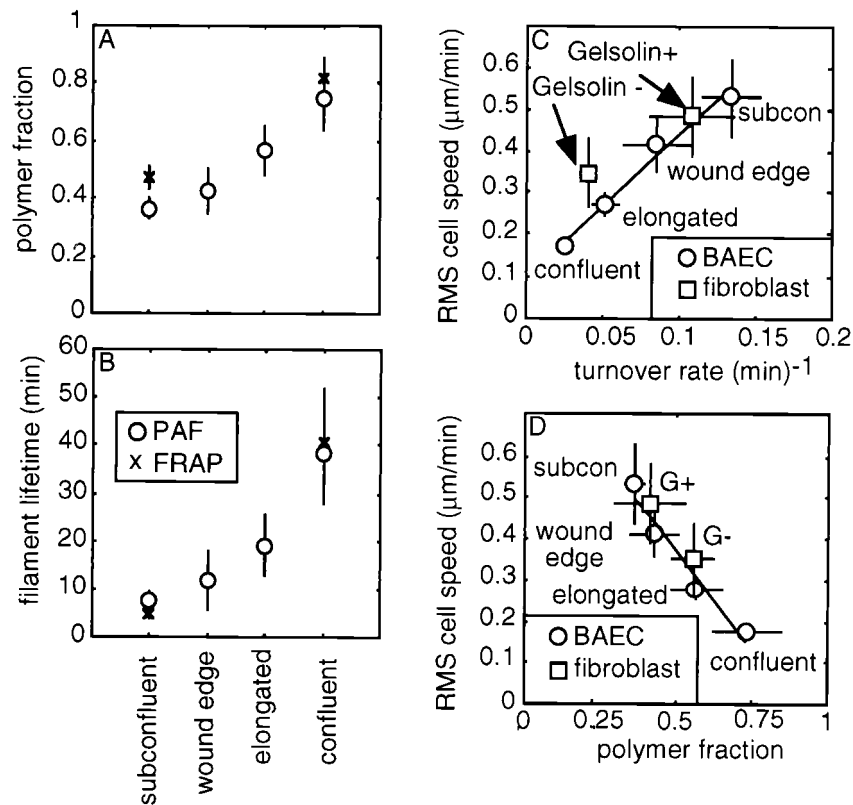 A
1
0.8
0.6
0.4
0.2
0
polymer fraction
B
60
50
40
30
20
10
0
filament lifetime (min)
PAF
× FRAP
subconfluent
wound edge
elongated
confluent
C
0.6
0.5
0.4
0.3
0.2
0.1
0
RMS cell speed (μm/min)
Gelsolin+
Gelsolin -
subcon
wound edge
elongated
confluent
BAEC
fibroblast
0
0.05
0.1
0.15
0.2
turnover rate (min)-1
D
0.6
0.5
0.4
0.3
0.2
0.1
0
RMS cell speed (μm/min)
subcon
G+
wound
edge
G-
elongated
confluent
BAEC
fibroblast
0
0.25
0.5
0.75
1
polymer fraction